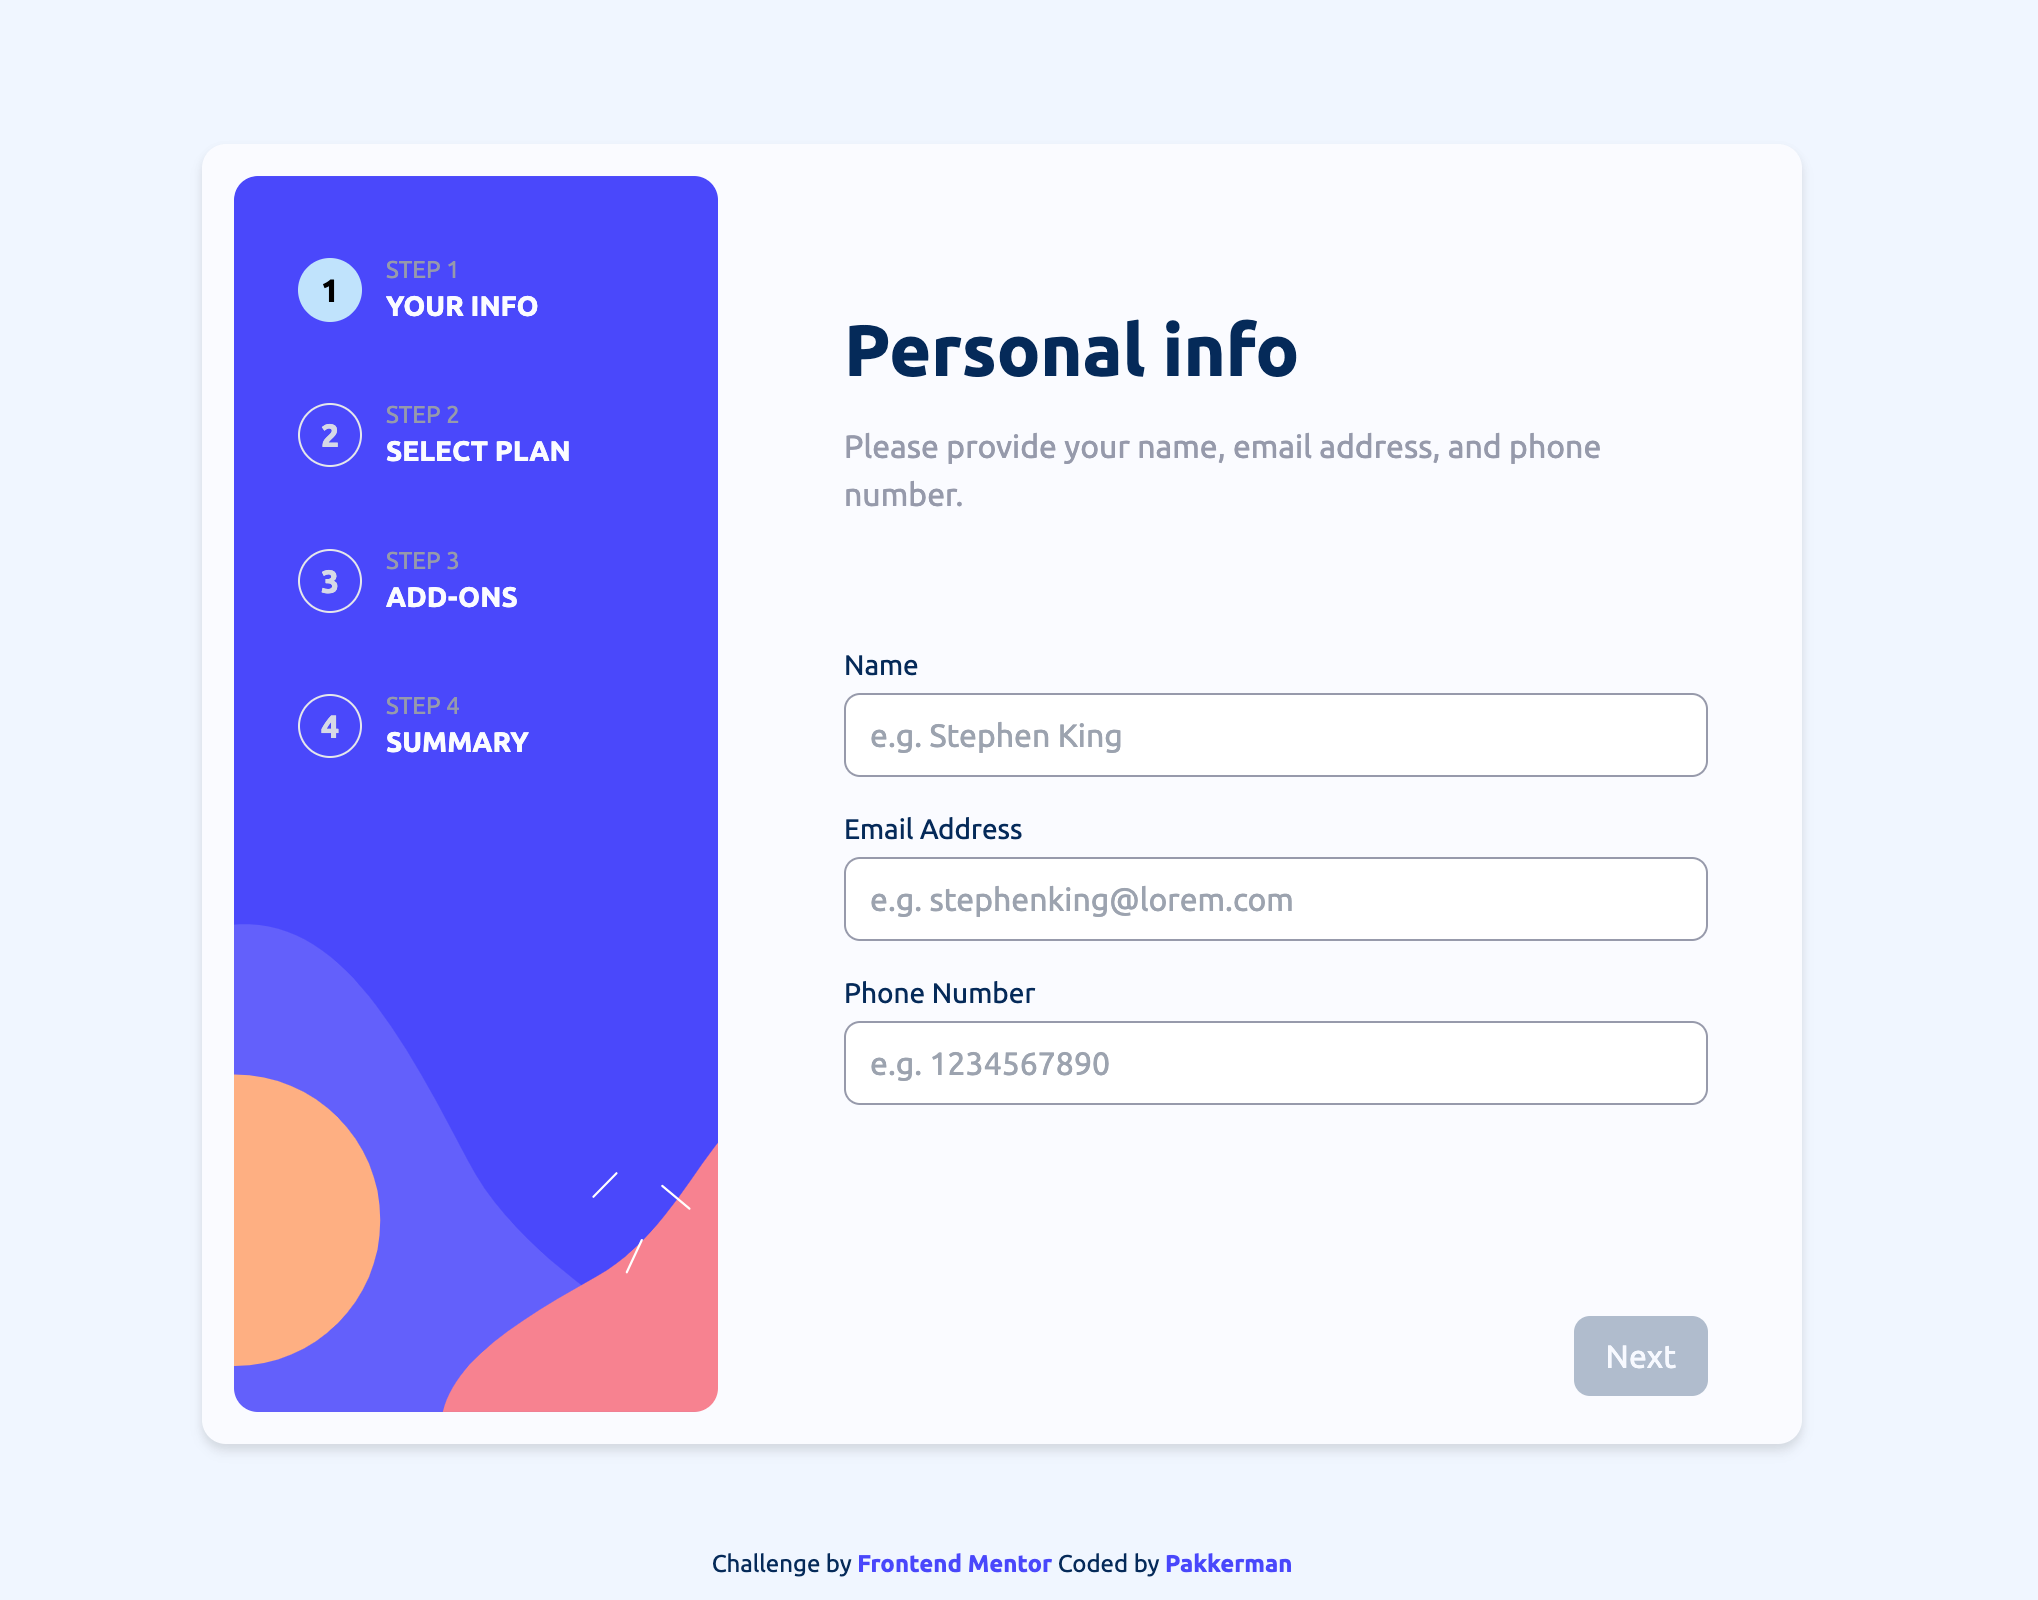 1
STEP 1
YOUR INFO
2
STEP 2
SELECT PLAN
3
STEP 3
ADD-ONS
4
STEP 4
SUMMARY
Personal info
Please provide your name, email address, and phone
number.
Name
e.g. Stephen King
Email Address
e.g. stephenking@lorem.com
Phone Number
e.g. 1234567890
Next
Challenge by Frontend Mentor Coded by Pakkerman